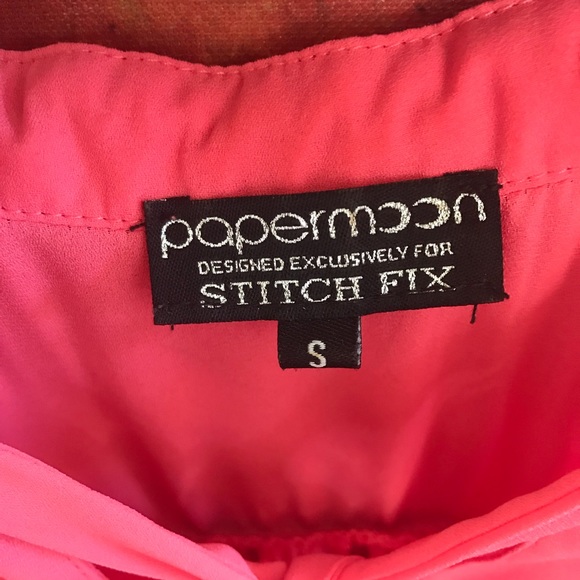 papermoon
DESIGNED EXCLUSIVELY FOR
STITCH FIX
S